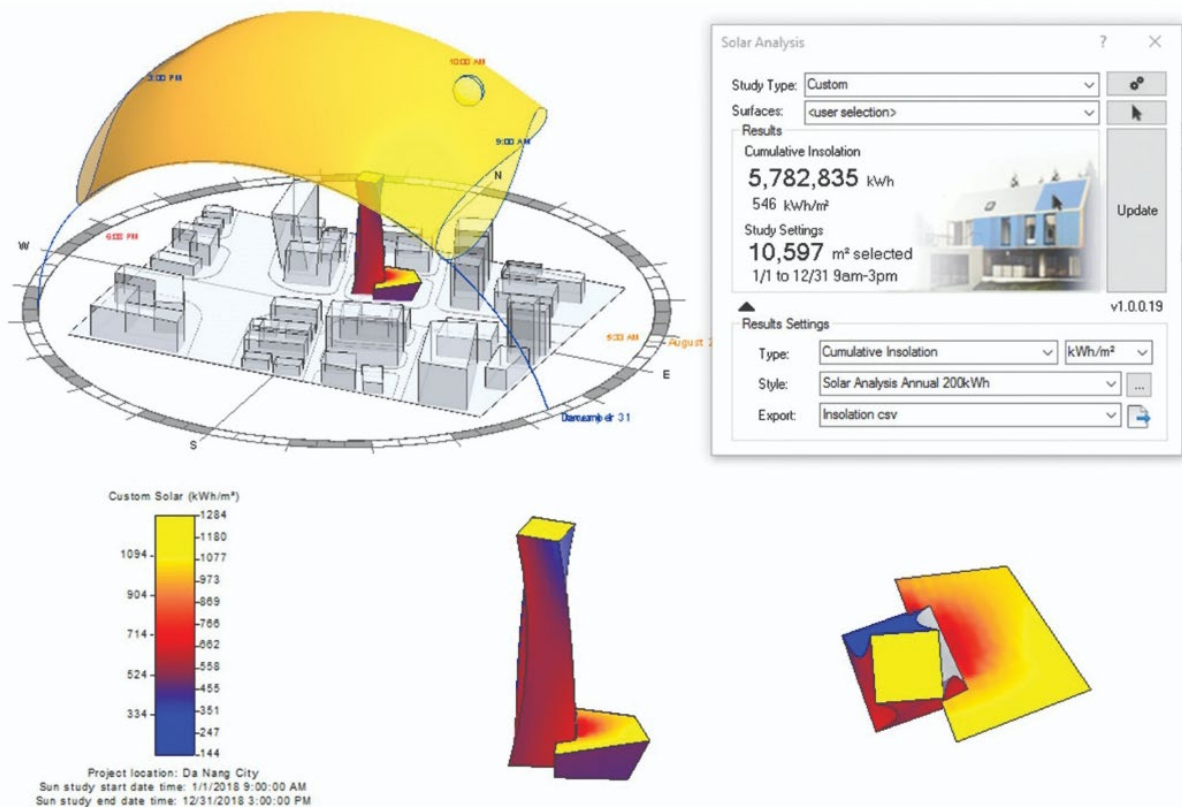 3:00 PM
10:00 AM
9:00 AM
N
W
6:00 PM
E
S
Solar Analysis
?
Study Type: Custom
Surfaces: <user selection>
Results
Cumulative Insolation
5,782,835 kWh
546 kWh/m²
Study Settings
10,597 m² selected
1/1 to 12/31 9am-3pm
Update
v1.0.0.19
Results Settings
Type: Cumulative Insolation kWh/m²
Style: Solar Analysis Annual 200kWh ...
Export: Insolation csv
August
31
Custom Solar (kWh/m²)
1284
1180
1094 1077
973
904 869
766
714 662
558
524 455
351
334 247
144
Project location: Da Nang City
Sun study start date time: 1/1/2018 9:00:00 AM
Sun study end date time: 12/31/2018 3:00:00 PM